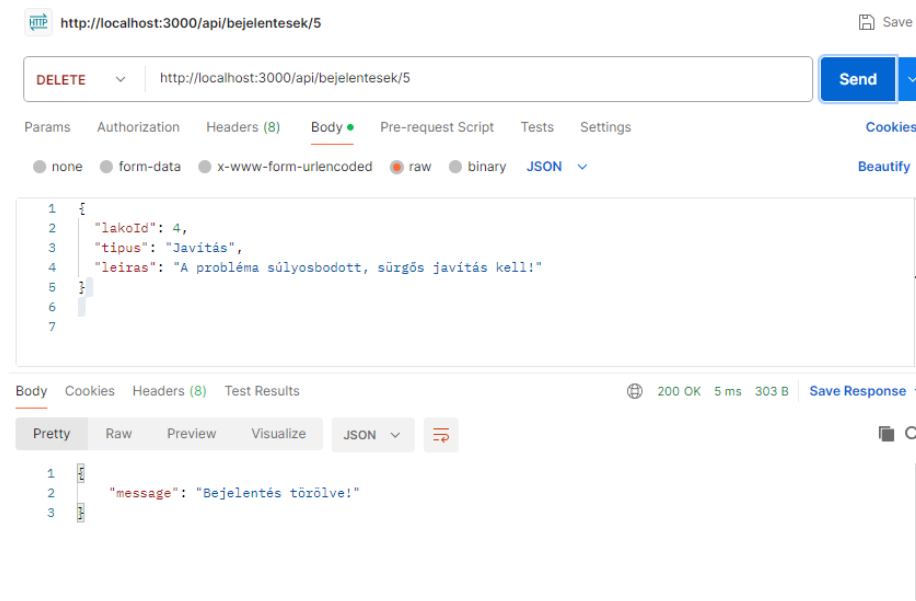 HTTP http://localhost:3000/api/bejelentesek/5 Save
DELETE http://localhost:3000/api/bejelentesek/5 Send
Params Authorization Headers (8) Body Pre-request Script Tests Settings Cookies
none form-data x-www-form-urlencoded raw binary JSON Beautify
1 {
2 "lakoId": 4,
3 "tipus": "Javítás",
4 "leiras": "A probléma súlyosbodott, sürgős javítás kell!"
5 }
6
7
Body Cookies Headers (8) Test Results 200 OK 5 ms 303 B Save Response
Pretty Raw Preview Visualize JSON
1 {
2 "message": "Bejelentés törölve!"
3 }